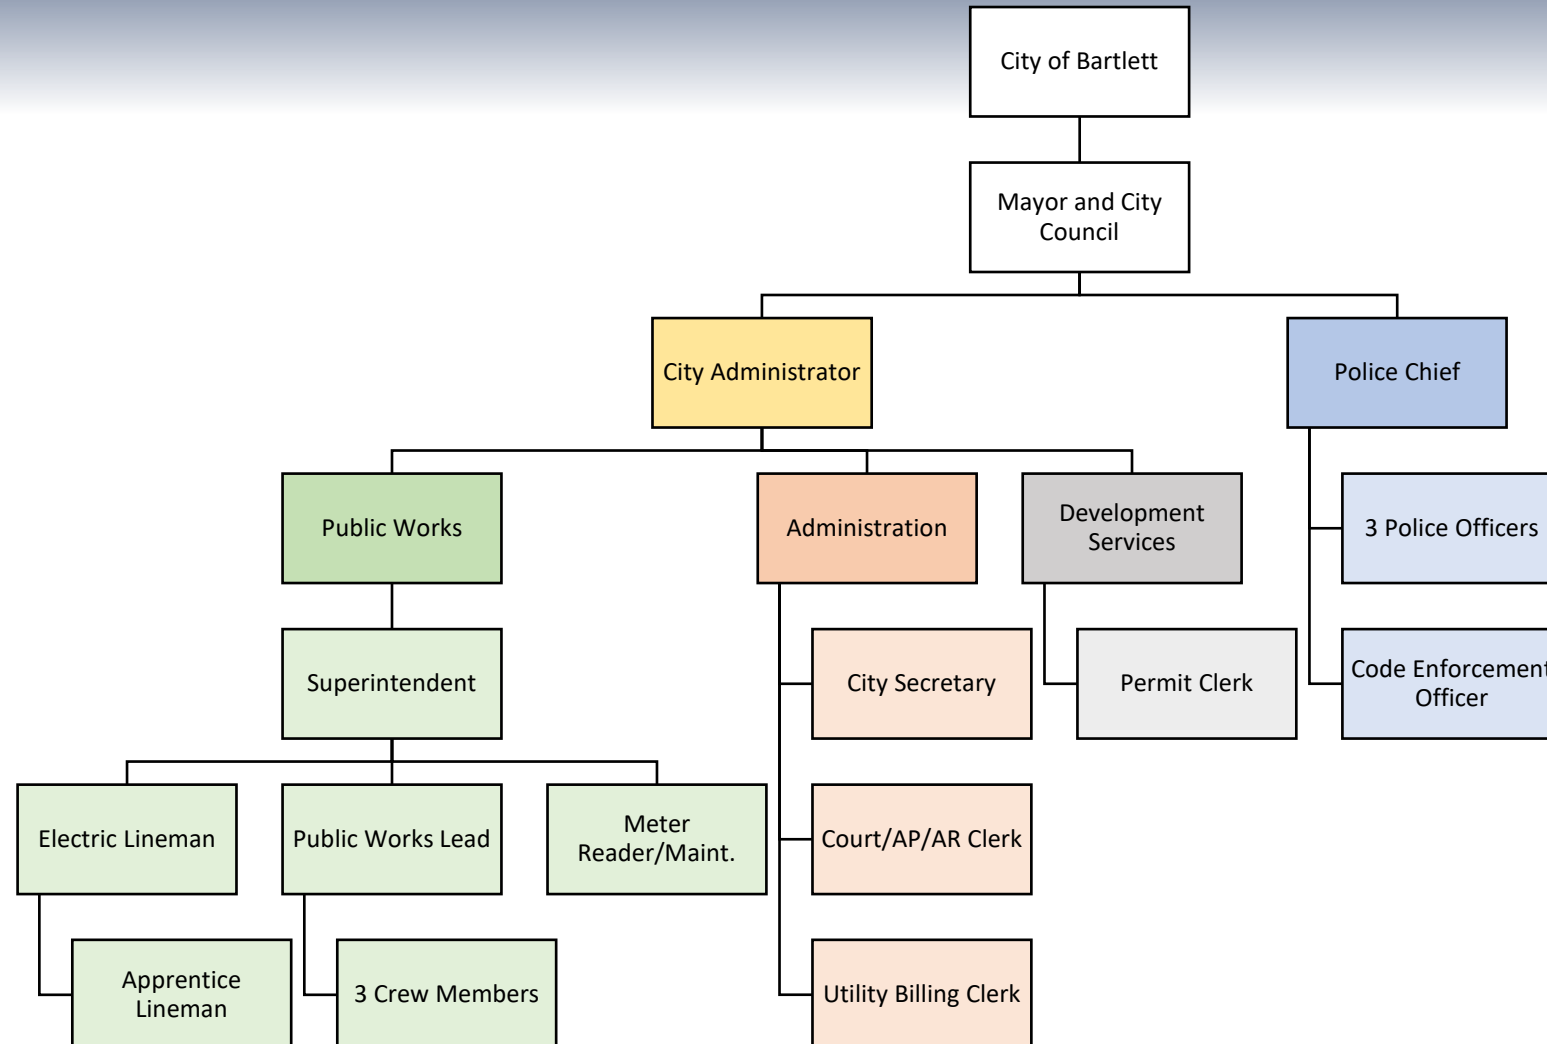 City of Bartlett
Mayor and City
Council
City Administrator
Police Chief
Public Works
Administration
Development
Services
3 Police Officers
Superintendent
City Secretary
Permit Clerk
Code Enforcement
Officer
Electric Lineman
Public Works Lead
Meter
Reader/Maint.
Court/AP/AR Clerk
Apprentice
Lineman
3 Crew Members
Utility Billing Clerk